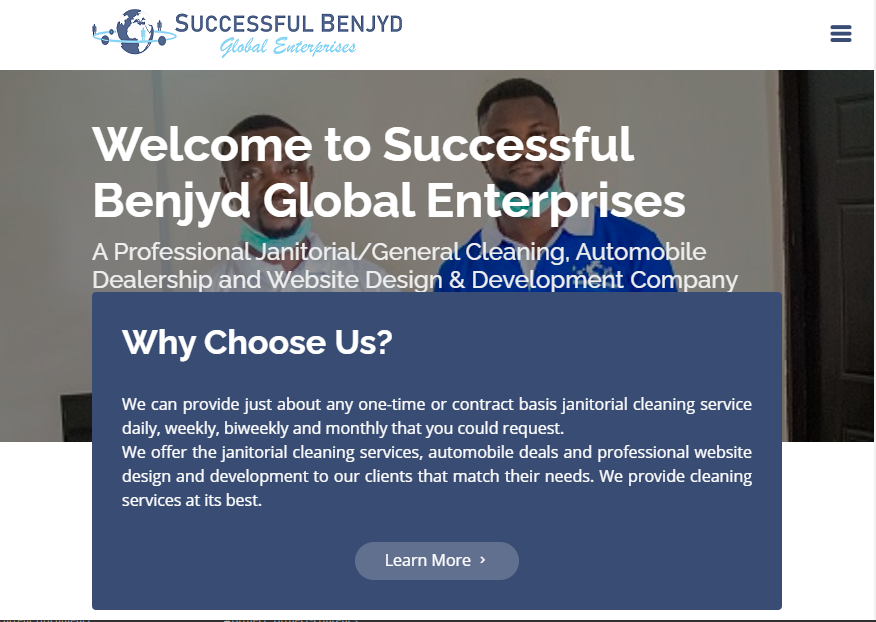 SUCCESSFUL BENJYD
Global Enterprises
Welcome to Successful
Benjyd Global Enterprises
A Professional Janitorial/General Cleaning, Automobile
Dealership and Website Design & Development Company
Why Choose Us?
We can provide just about any one-time or contract basis janitorial cleaning service
daily, weekly, biweekly and monthly that you could request.
We offer the janitorial cleaning services, automobile deals and professional website
design and development to our clients that match their needs. We provide cleaning
services at its best.
Learn More ›